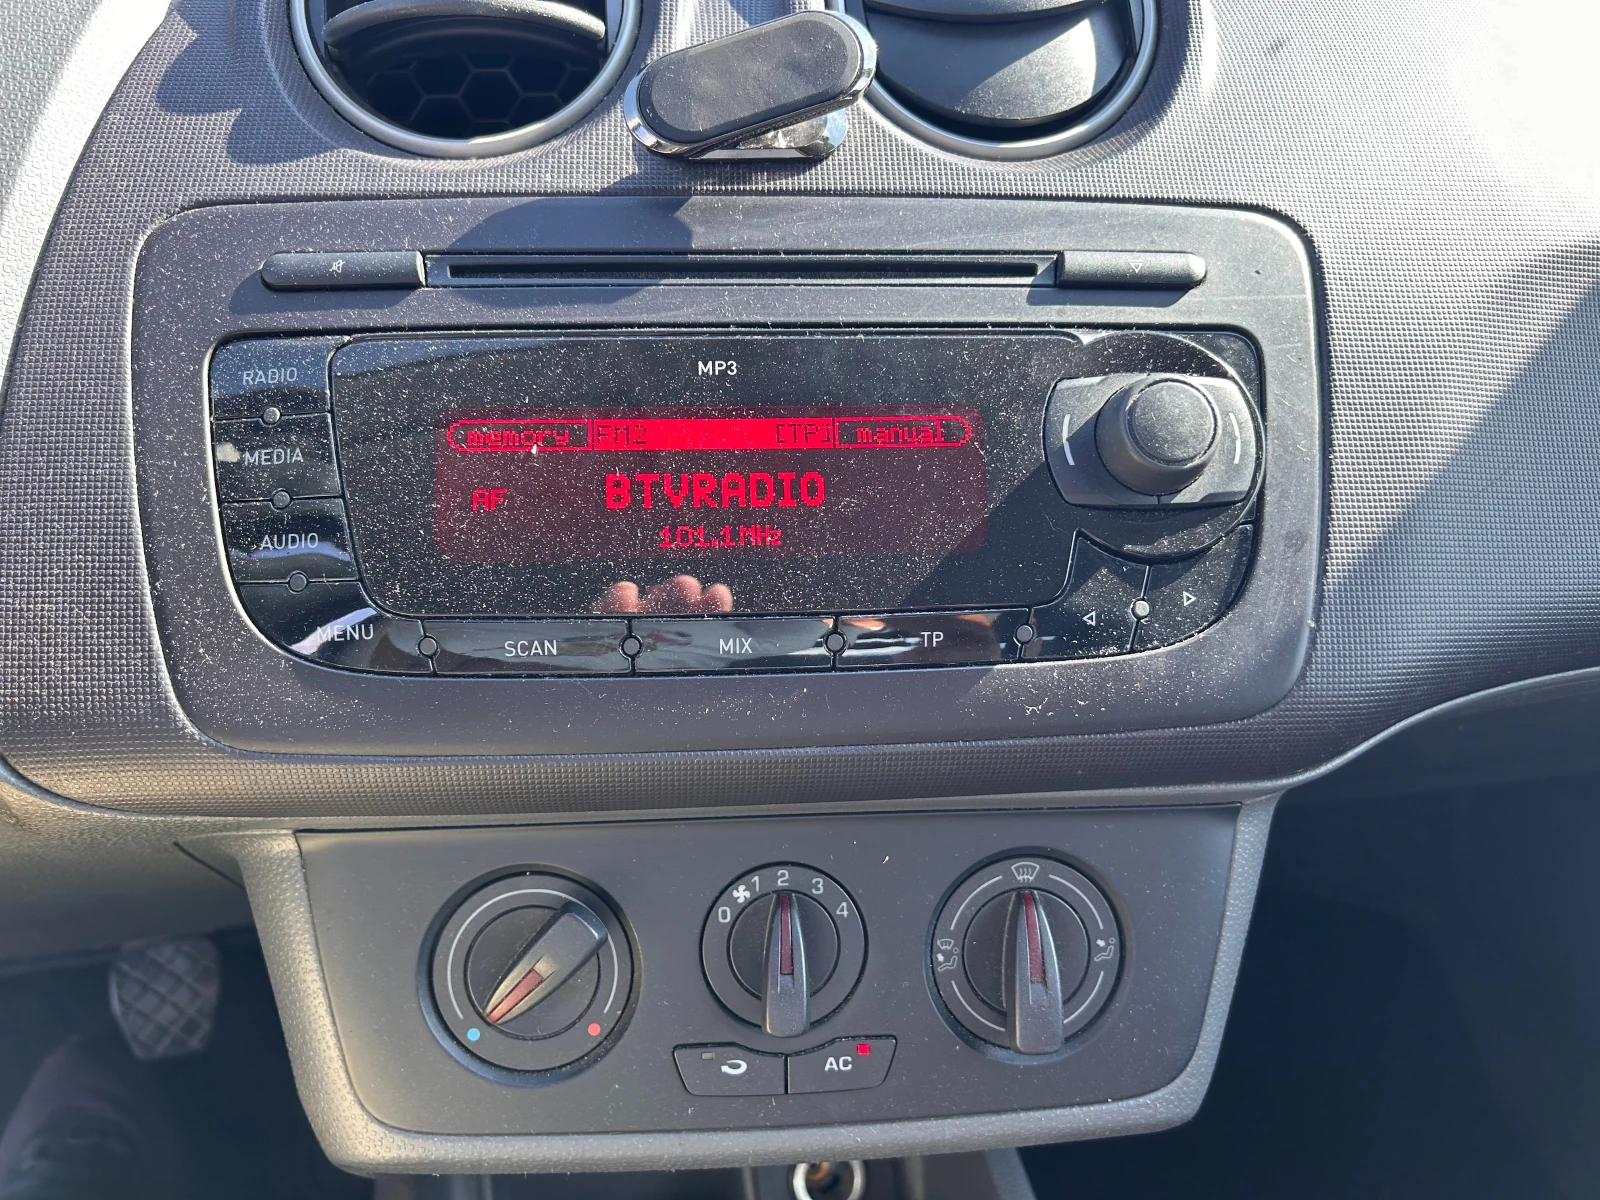 MP3
RADIO
memory FM2 [TP] manual
MEDIA
AF BTVRADIO
101.1MHz
AUDIO
MENU
SCAN
MIX
TP
0 1 2 3 4
AC